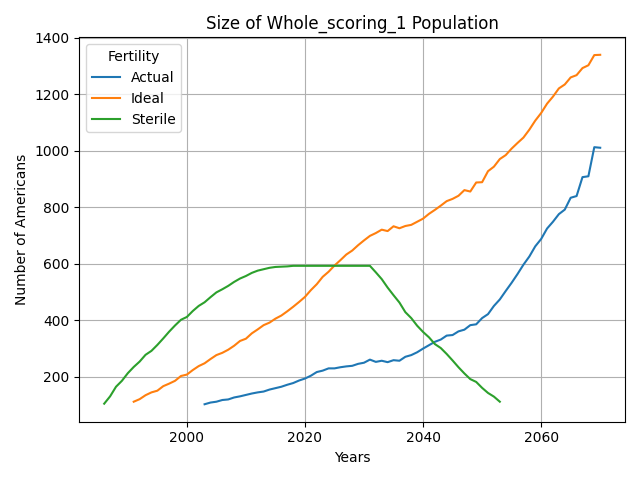 Size of Whole_scoring_1 Population
Fertility
Actual
Ideal
Sterile
Number of Americans
1400
1200
1000
800
600
400
200
2000
2020
2040
2060
Years